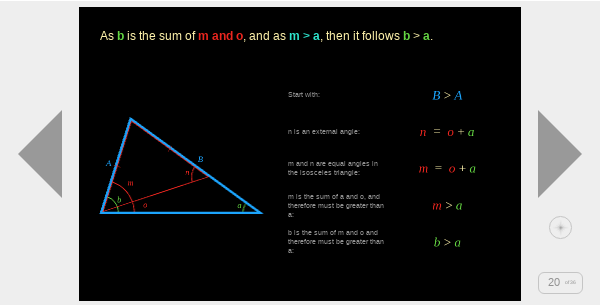 As b is the sum of m and o, and as m > a, then it follows b > a.
Start with:
B > A
n is an external angle:
n = o + a
m and n are equal angles in
the isosceles triangle:
m = o + a
m is the sum of a and o, and
therefore must be greater than
a:
m > a
b is the sum of m and o and
therefore must be greater than
a:
b > a
A
B
m
n
b
o
a
20